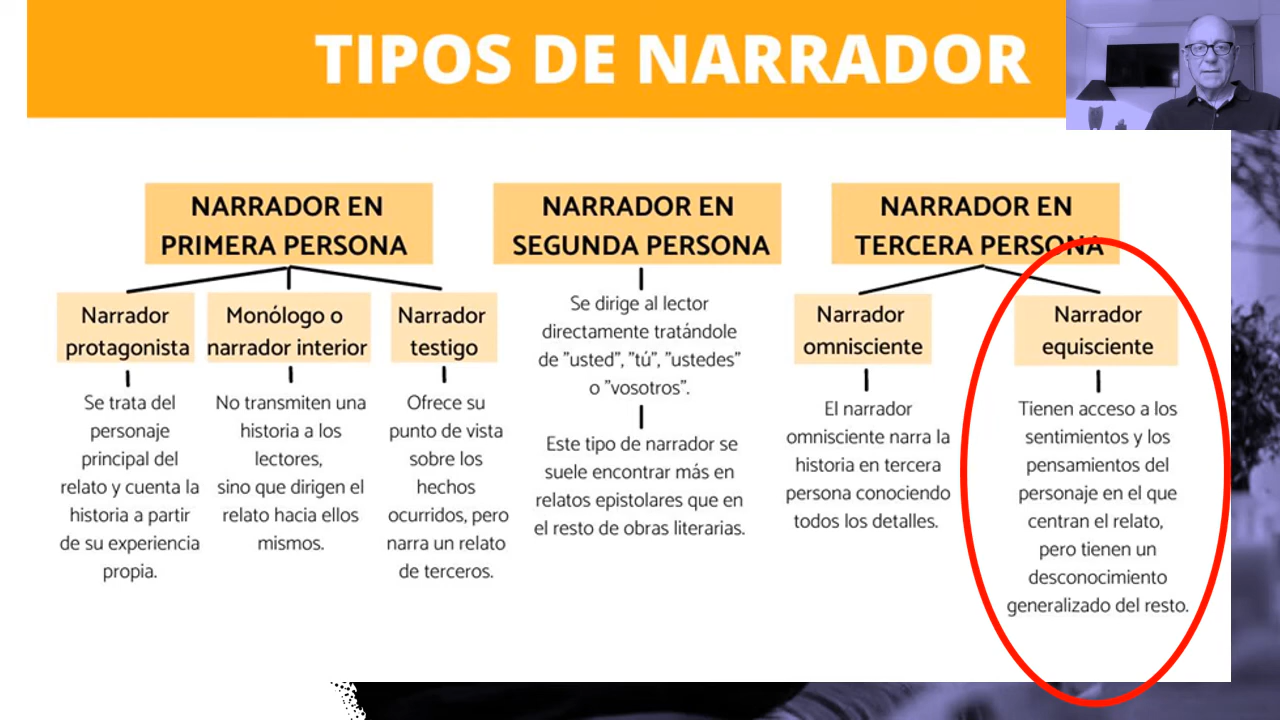 TIPOS DE NARRADOR
NARRADOR EN
PRIMERA PERSONA
Narrador
protagonista
Se trata del
personaje
principal del
relato y cuenta la
historia a partir
de su experiencia
propia.
Monólogo o
narrador interior
No transmiten una
historia a los
lectores,
sino que dirigen el
relato hacia ellos
mismos.
Narrador
testigo
Ofrece su
punto de vista
sobre los
hechos
ocurridos, pero
narra un relato
de terceros.
NARRADOR EN
SEGUNDA PERSONA
Se dirige al lector
directamente tratándole
de "usted", "tú", "ustedes"
o "vosotros".
Este tipo de narrador se
suele encontrar más en
relatos epistolares que en
el resto de obras literarias.
NARRADOR EN
TERCERA PERSONA
Narrador
omnisciente
El narrador
omnisciente narra la
historia en tercera
persona conociendo
todos los detalles.
Narrador
equisciente
Tienen acceso a los
sentimientos y los
pensamientos del
personaje en el que
centran el relato,
pero tienen un
desconocimiento
generalizado del resto.